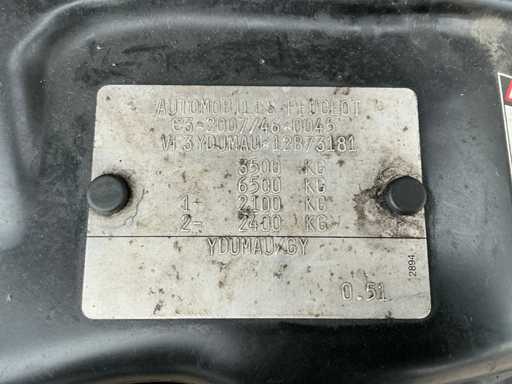 AUTOMOBILES PEUGEOT
e3*2007/46*0045*
VF3YDUMAU12873181
3500 KG
6500 KG
1- 2100 KG
2- 2400 KG
YDUMAU/GY
2894
0.51